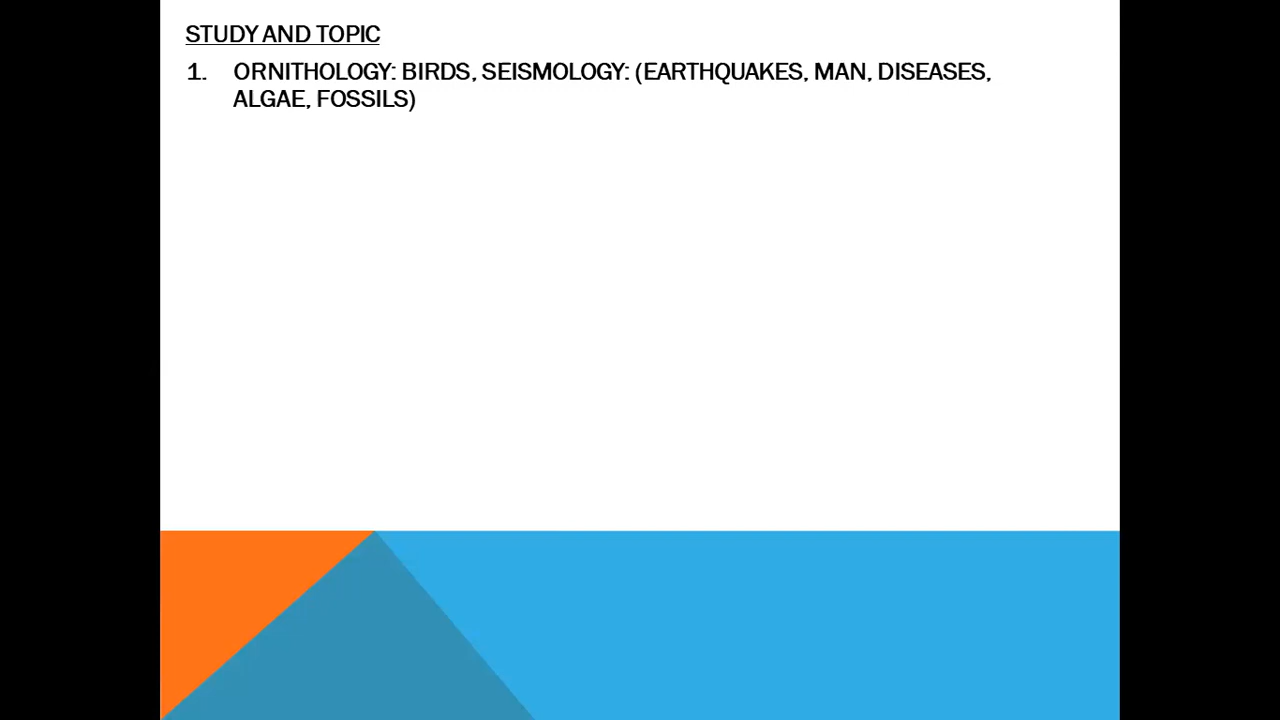 STUDY AND TOPIC
1. ORNITHOLOGY: BIRDS, SEISMOLOGY: (EARTHQUAKES, MAN, DISEASES,
ALGAE, FOSSILS)